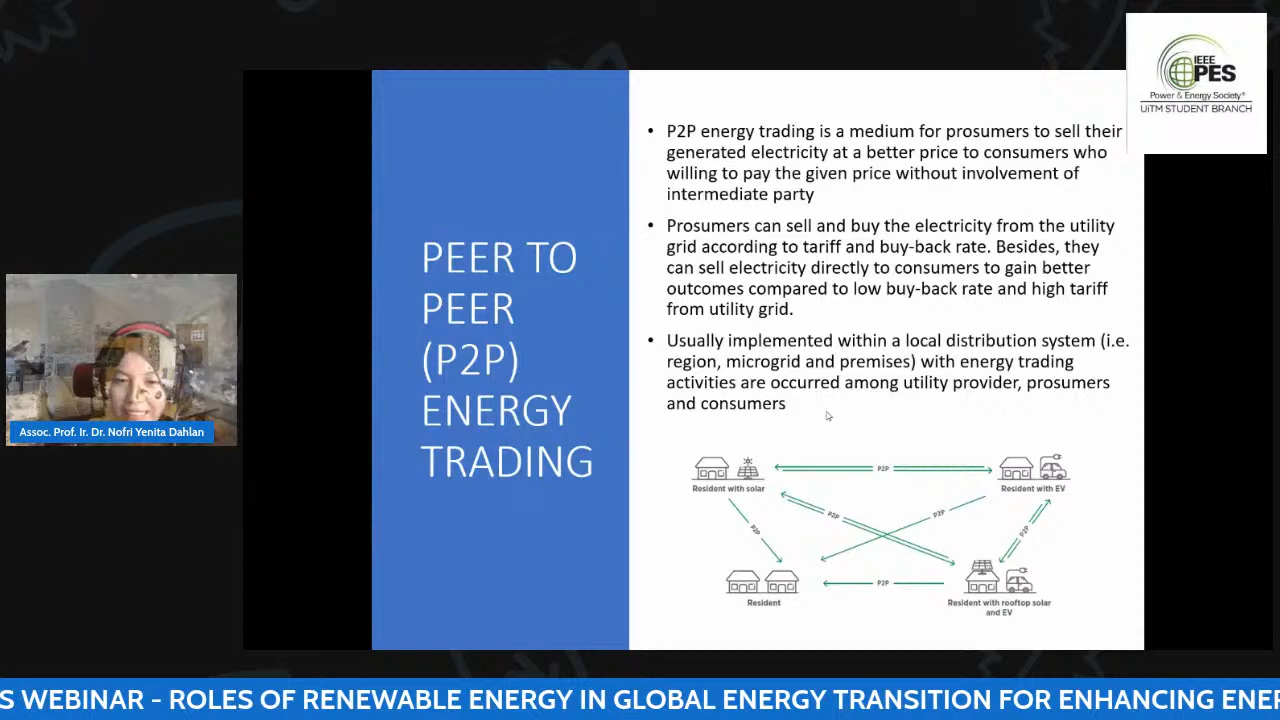 IEEE
PES
Power & Energy Society®
UiTM STUDENT BRANCH
PEER TO
PEER
(P2P)
ENERGY
TRADING
• P2P energy trading is a medium for prosumers to sell their
generated electricity at a better price to consumers who
willing to pay the given price without involvement of
intermediate party
• Prosumers can sell and buy the electricity from the utility
grid according to tariff and buy-back rate. Besides, they
can sell electricity directly to consumers to gain better
outcomes compared to low buy-back rate and high tariff
from utility grid.
• Usually implemented within a local distribution system (i.e.
region, microgrid and premises) with energy trading
activities are occurred among utility provider, prosumers
and consumers
P2P
Resident with solar
Resident with EV
P2P
P2P
P2P
P2P
P2P
Resident
Resident with rooftop solar
and EV
Assoc. Prof. Ir. Dr. Nofri Yenita Dahlan
S WEBINAR - ROLES OF RENEWABLE ENERGY IN GLOBAL ENERGY TRANSITION FOR ENHANCING ENER